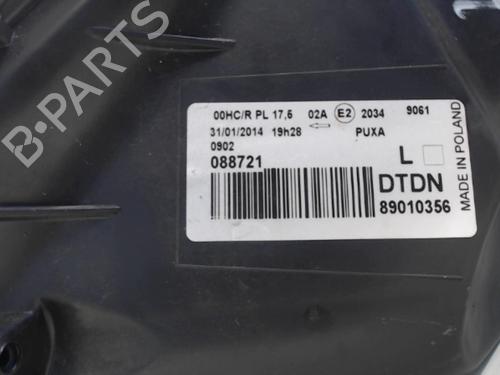 00HC/R PL 17,5 02A E2 2034 9061
31/01/2014 19h28 PUXA
0902
088721 L
DTDN
89010356
MADE IN POLAND
B-PARTS